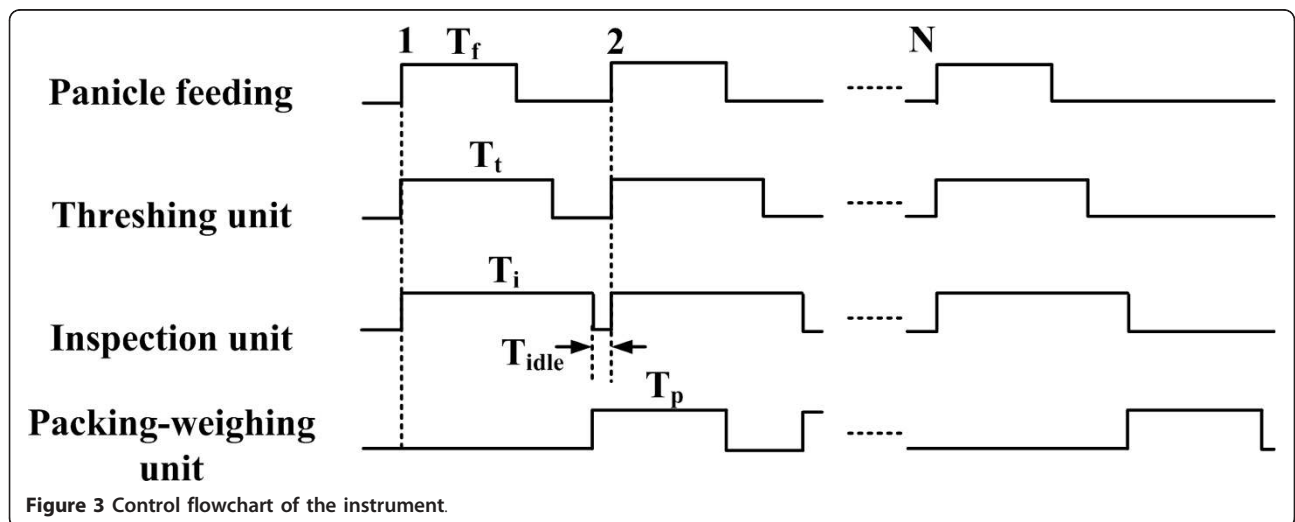 1 T_f 2 N
Panicle feeding
T_t
Threshing unit
T_i
Inspection unit
T_idle
T_p
Packing-weighing
unit
Figure 3 Control flowchart of the instrument.